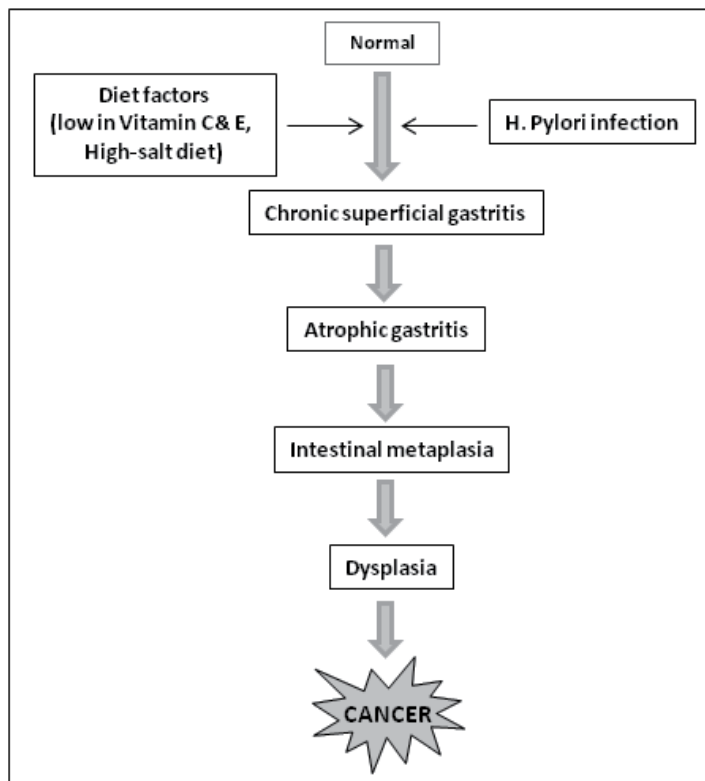 Normal
Diet factors
(low in Vitamin C& E,
High-salt diet)
H. Pylori infection
Chronic superficial gastritis
Atrophic gastritis
Intestinal metaplasia
Dysplasia
CANCER